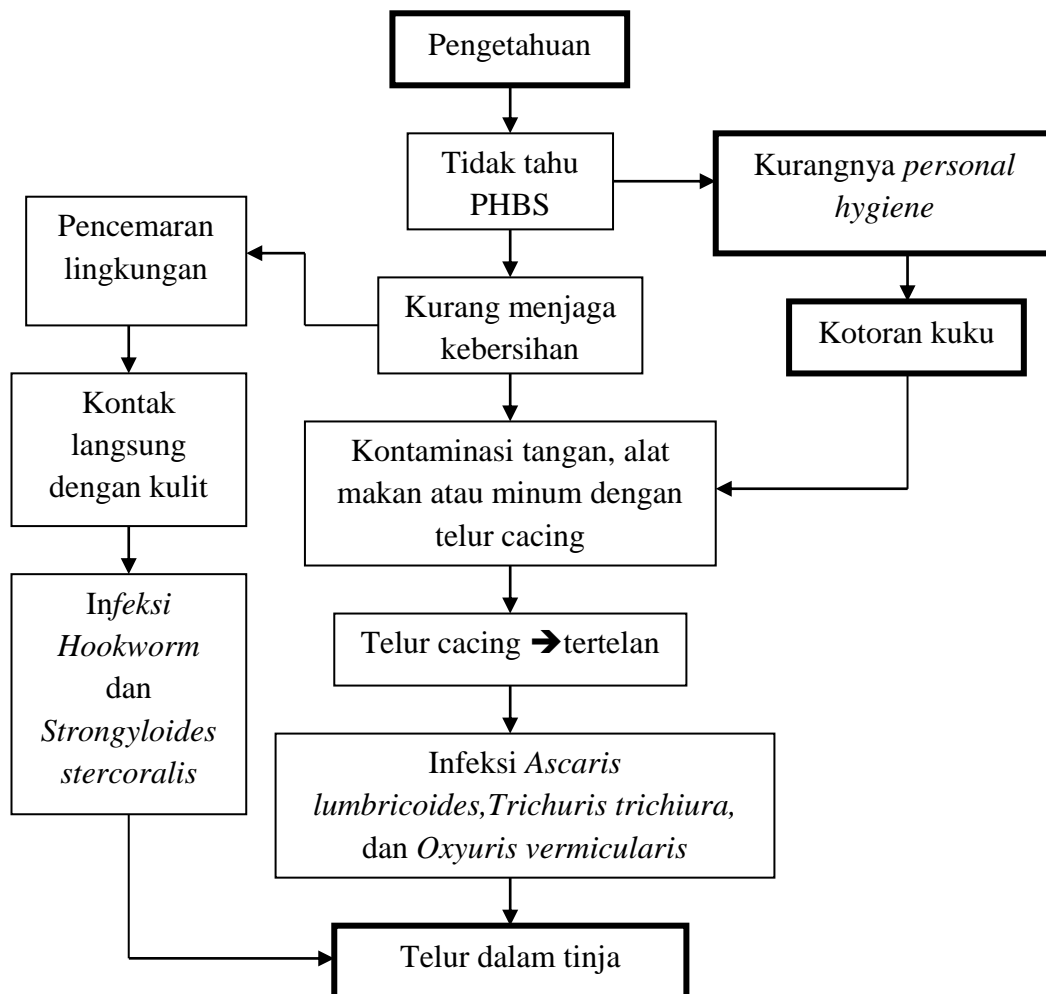 Pengetahuan
Tidak tahu
PHBS
Kurangnya personal
hygiene
Pencemaran
lingkungan
Kurang menjaga
kebersihan
Kotoran kuku
Kontak
langsung
dengan kulit
Kontaminasi tangan, alat
makan atau minum dengan
telur cacing
Infeksi
Hookworm
dan
Strongyloides
stercoralis
Telur cacing ➔tertelan
Infeksi Ascaris
lumbricoides,Trichuris trichiura,
dan Oxyuris vermicularis
Telur dalam tinja